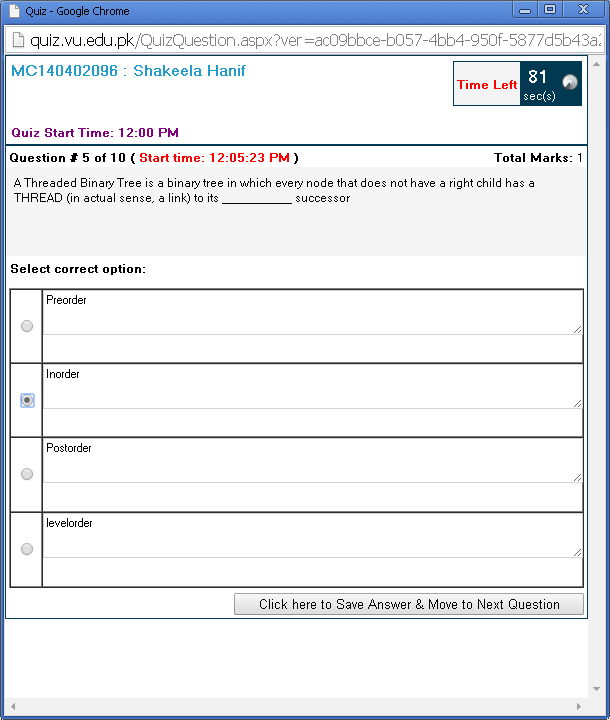 Quiz - Google Chrome
quiz.vu.edu.pk/QuizQuestion.aspx?ver=ac09bbce-b057-4bb4-950f-5877d5b43a2
MC140402096 : Shakeela Hanif
Time Left 81
sec(s)
Quiz Start Time: 12:00 PM
Question # 5 of 10 ( Start time: 12:05:23 PM ) Total Marks: 1
A Threaded Binary Tree is a binary tree in which every node that does not have a right child has a
THREAD (in actual sense, a link) to its ___________ successor
Select correct option:
Preorder
Inorder
Postorder
levelorder
Click here to Save Answer & Move to Next Question